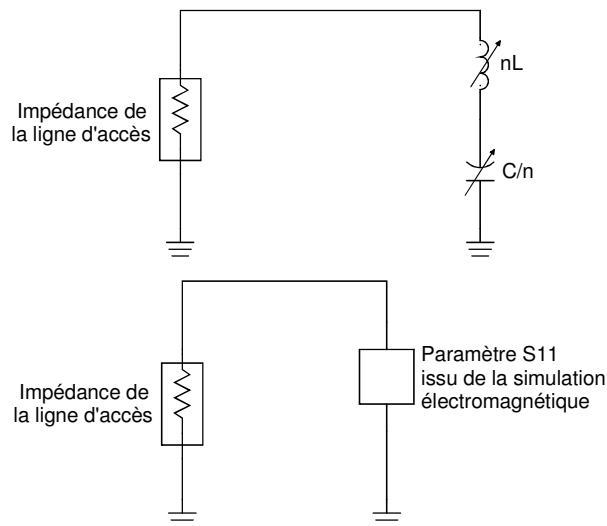 nL
Impédance de
la ligne d'accès
C/n
Paramètre S11
issu de la simulation
électromagnétique
Impédance de
la ligne d'accès